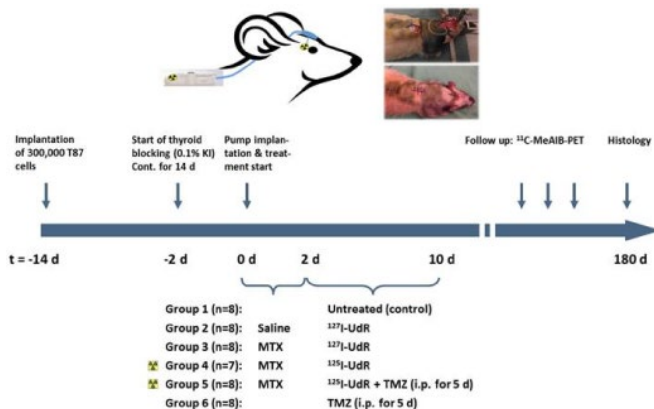 Implantation
of 300,000 T87
cells
Start of thyroid
blocking (0.1% KI)
Cont. for 14 d
Pump implan-
tation & treat-
ment start
Follow up: ¹¹C-MeAIB-PET
Histology
t = -14 d
-2 d
0 d
2 d
10 d
180 d
Group 1 (n=8): Untreated (control)
Group 2 (n=8): Saline ¹²⁷I-UdR
Group 3 (n=8): MTX ¹²⁷I-UdR
Group 4 (n=7): MTX ¹²⁵I-UdR
Group 5 (n=8): MTX ¹²⁵I-UdR + TMZ (i.p. for 5 d)
Group 6 (n=8): TMZ (i.p. for 5 d)